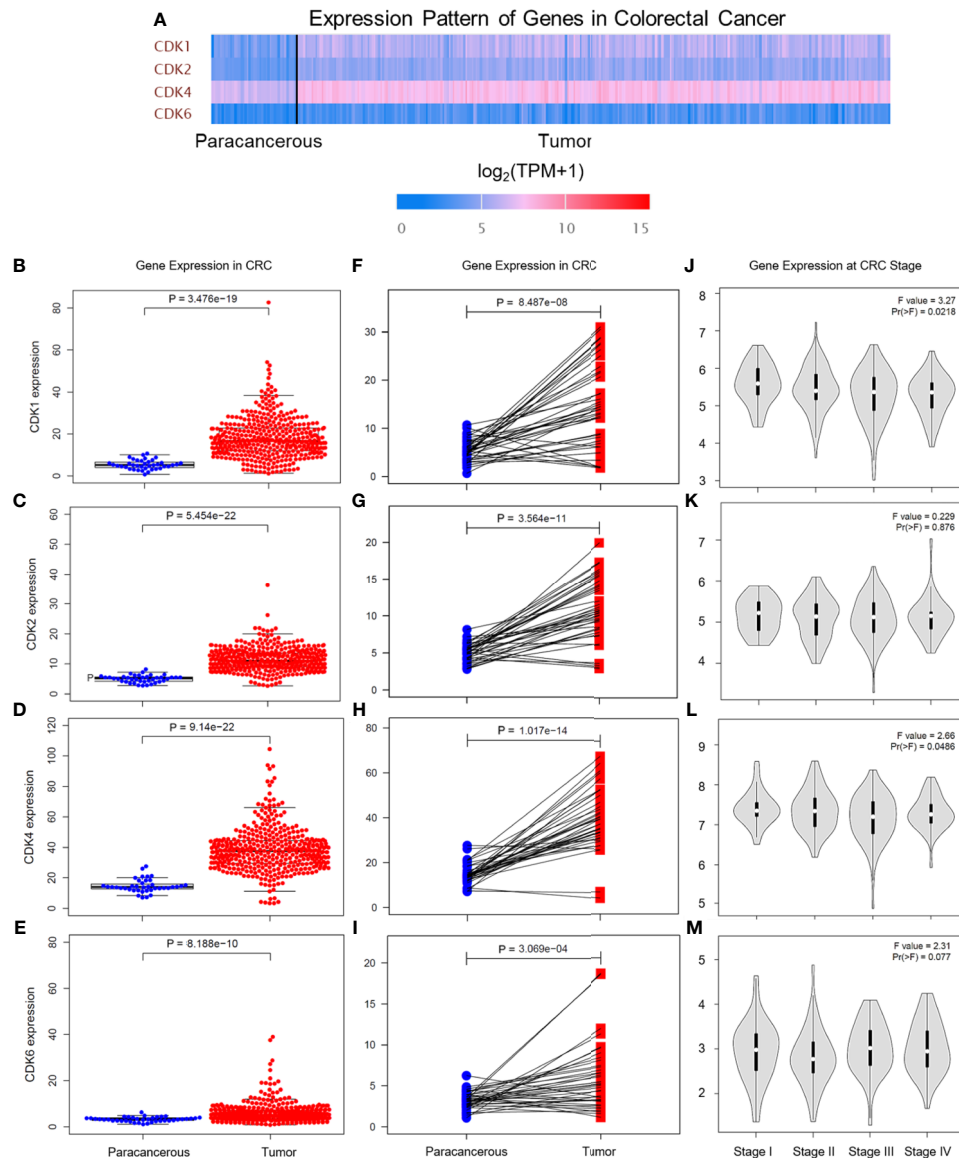 A
Expression Pattern of Genes in Colorectal Cancer
CDK1
CDK2
CDK4
CDK6
Paracancerous
Tumor
log₂(TPM+1)
0 5 10 15
B
Gene Expression in CRC
P = 3.476e−19
CDK1 expression
80
60
40
20
0
F
Gene Expression in CRC
P = 8.487e−08
30
20
10
0
J
Gene Expression at CRC Stage
F value = 3.27
Pr(>F) = 0.0218
8
7
6
5
4
3
C
P = 5.454e−22
CDK2 expression
60
50
40
30
20
10
0
P
G
P = 3.564e−11
20
15
10
5
0
K
F value = 0.229
Pr(>F) = 0.876
7
6
5
4
D
P = 9.14e−22
CDK4 expression
120
100
80
60
40
20
0
H
P = 1.017e−14
80
60
40
20
0
L
F value = 2.66
Pr(>F) = 0.0486
9
8
7
6
5
E
P = 8.188e−10
CDK6 expression
80
60
40
20
0
Paracancerous Tumor
I
P = 3.069e−04
20
15
10
5
0
Paracancerous Tumor
M
F value = 2.31
Pr(>F) = 0.077
5
4
3
2
Stage I Stage II Stage III Stage IV